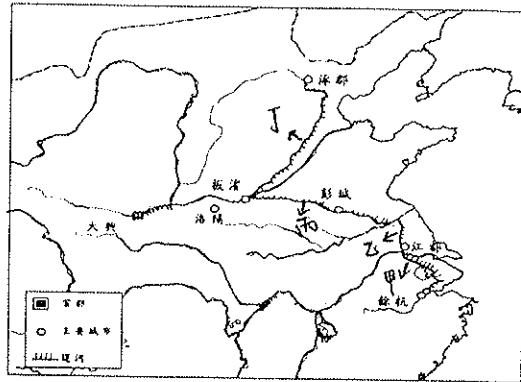 涿郡
丁
板渚
彭城
洛陽
大興
丙
乙
江都
甲
餘杭
首都
主要城市
運河